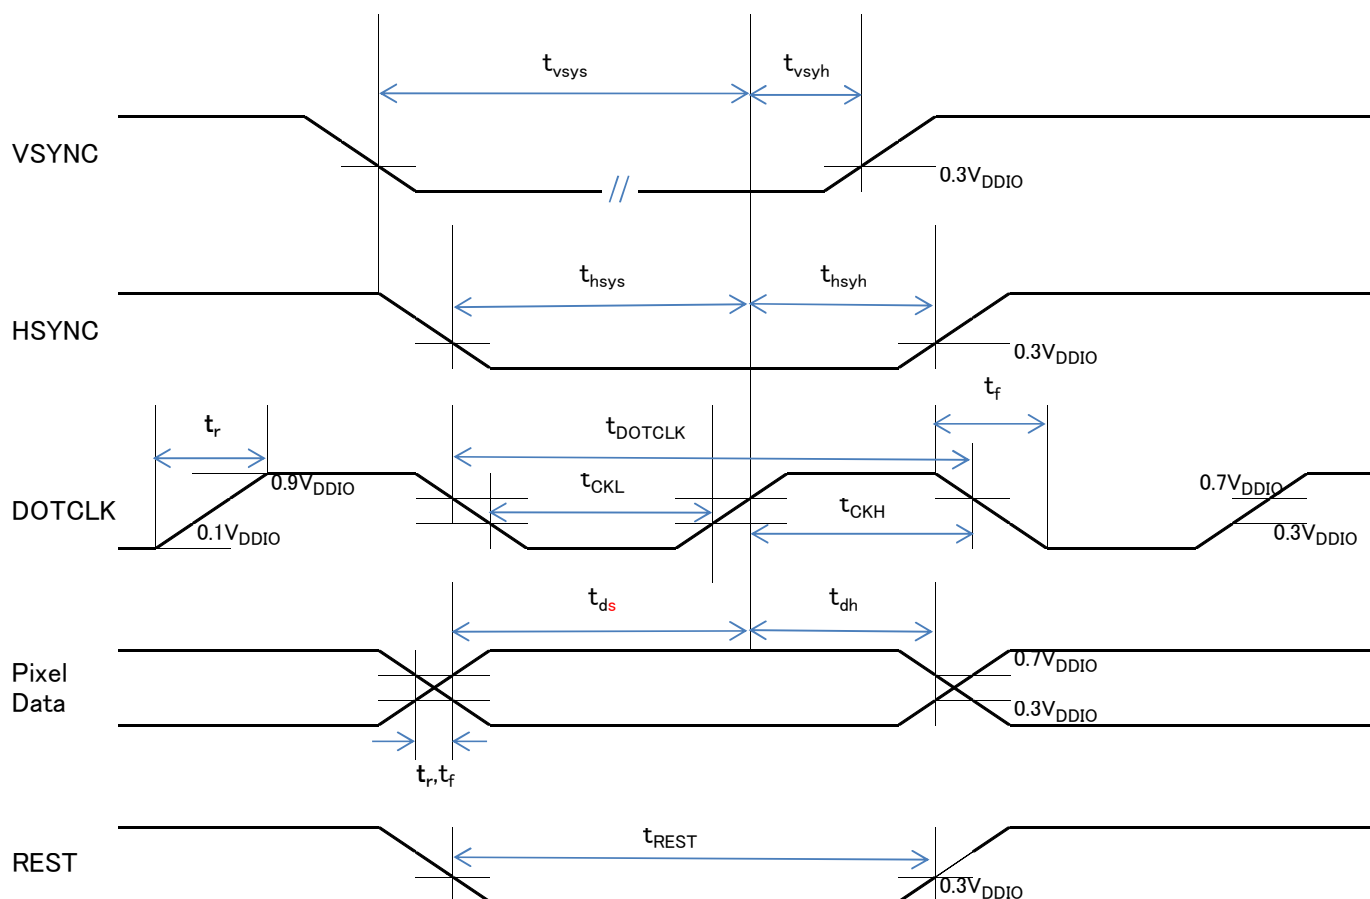 tvsys
tvsyh
VSYNC
0.3VDDIO
thsys
thsyh
HSYNC
0.3VDDIO
tf
tr
tDOTCLK
0.9VDDIO
tCKL
0.7VDDIO
DOTCLK
tCKH
0.1VDDIO
0.3VDDIO
tds
tdh
Pixel
Data
0.7VDDIO
0.3VDDIO
tr,tf
tREST
REST
0.3VDDIO